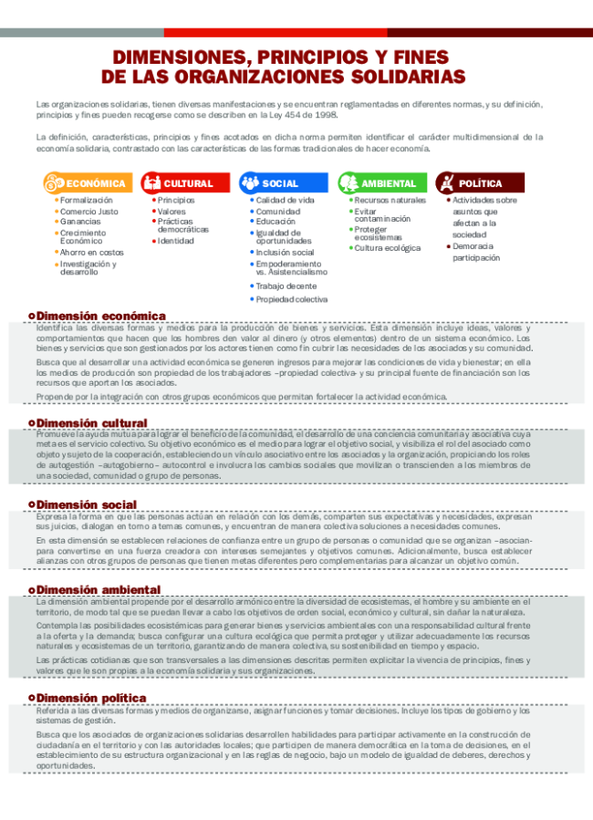 DIMENSIONES, PRINCIPIOS Y FINES
DE LAS ORGANIZACIONES SOLIDARIAS
Las organizaciones solidarias, tienen diversas manifestaciones y se encuentran reglamentadas en diferentes normas, y su definición,
principios y fines pueden recogerse como se describen en la Ley 454 de 1998.
La definición, características, principios y fines acotados en dicha norma permiten identificar el carácter multidimensional de la
economía solidaria, contrastado con las características de las formas tradicionales de hacer economía.
ECONÓMICA
• Formalización
• Comercio Justo
• Ganancias
• Crecimiento
Económico
• Ahorro en costos
• Investigación y
desarrollo
CULTURAL
• Principios
• Valores
• Prácticas
democráticas
• Identidad
SOCIAL
• Calidad de vida
• Comunidad
• Educación
• Igualdad de
oportunidades
• Inclusión social
• Empoderamiento
vs. Asistencialismo
• Trabajo decente
• Propiedad colectiva
AMBIENTAL
• Recursos naturales
• Evitar
contaminación
• Proteger
ecosistemas
• Cultura ecológica
POLÍTICA
• Actividades sobre
asuntos que
afectan a la
sociedad
• Demoracia
participación
Dimensión económica
Identifica las diversas formas y medios para la producción de bienes y servicios. Esta dimensión incluye ideas, valores y
comportamientos que hacen que los hombres den valor al dinero (y otros elementos) dentro de un sistema económico. Los
bienes y servicios que son gestionados por los actores tienen como fin cubrir las necesidades de los asociados y su comunidad.
Busca que al desarrollar una actividad económica se generen ingresos para mejorar las condiciones de vida y bienestar; en ella
los medios de producción son propiedad de los trabajadores –propiedad colectiva- y su principal fuente de financiación son los
recursos que aportan los asociados.
Propende por la integración con otros grupos económicos que permitan fortalecer la actividad económica.
Dimensión cultural
Promueve la ayuda mutua para lograr el beneficio de la comunidad, el desarrollo de una conciencia comunitaria y asociativa cuya
meta es el servicio colectivo. Su objetivo económico es el medio para lograr el objetivo social, y visibiliza el rol del asociado como
objeto y sujeto de la cooperación, estableciendo un vínculo asociativo entre los asociados y la organización, propiciando los roles
de autogestión –autogobierno– autocontrol e involucra los cambios sociales que movilizan o transcienden a los miembros de
una sociedad, comunidad o grupo de personas.
Dimensión social
Expresa la forma en que las personas actúan en relación con los demás, comparten sus expectativas y necesidades, expresan
sus juicios, dialogan en torno a temas comunes, y encuentran de manera colectiva soluciones a necesidades comunes.
En esta dimensión se establecen relaciones de confianza entre un grupo de personas o comunidad que se organizan –asocian-
para convertirse en una fuerza creadora con intereses semejantes y objetivos comunes. Adicionalmente, busca establecer
alianzas con otros grupos de personas que tienen metas diferentes pero complementarias para alcanzar un objetivo común.
Dimensión ambiental
La dimensión ambiental propende por el desarrollo armónico entre la diversidad de ecosistemas, el hombre y su ambiente en el
territorio, de modo tal que se puedan llevar a cabo los objetivos de orden social, económico y cultural, sin dañar la naturaleza.
Contempla las posibilidades ecosistémicas para generar bienes y servicios ambientales con una responsabilidad cultural frente
a la oferta y la demanda; busca configurar una cultura ecológica que permita proteger y utilizar adecuadamente los recursos
naturales y ecosistemas de un territorio, garantizando de manera colectiva, su sostenibilidad en tiempo y espacio.
Las prácticas cotidianas que son transversales a las dimensiones descritas permiten explicitar la vivencia de principios, fines y
valores que le son propias a la economía solidaria y sus organizaciones.
Dimensión política
Referida a las diversas formas y medios de organizarse, asignar funciones y tomar decisiones. Incluye los tipos de gobierno y los
sistemas de gestión.
Busca que los asociados de organizaciones solidarias desarrollen habilidades para participar activamente en la construcción de
ciudadanía en el territorio y con las autoridades locales; que participen de manera democrática en la toma de decisiones, en el
establecimiento de su estructura organizacional y en las reglas de negocio, bajo un modelo de igualdad de deberes, derechos y
oportunidades.